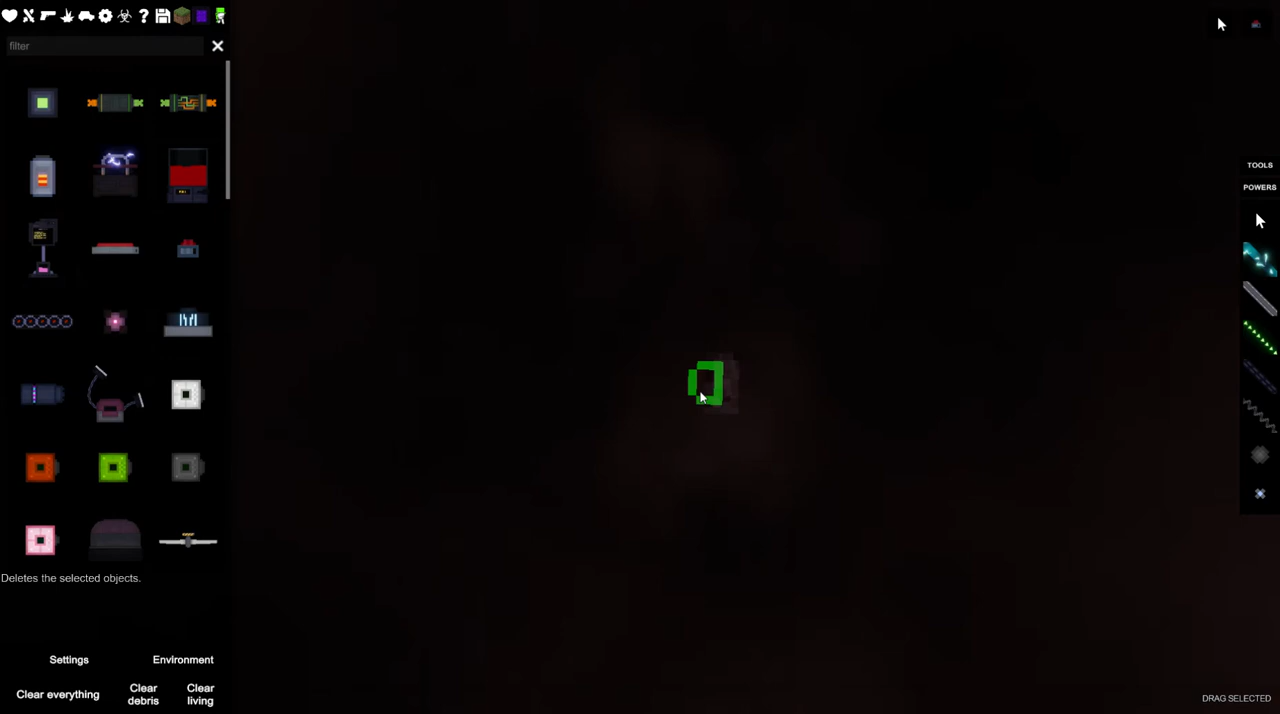 filter
TOOLS
POWERS
Deletes the selected objects.
Settings
Environment
Clear everything
Clear
debris
Clear
living
DRAG SELECTED